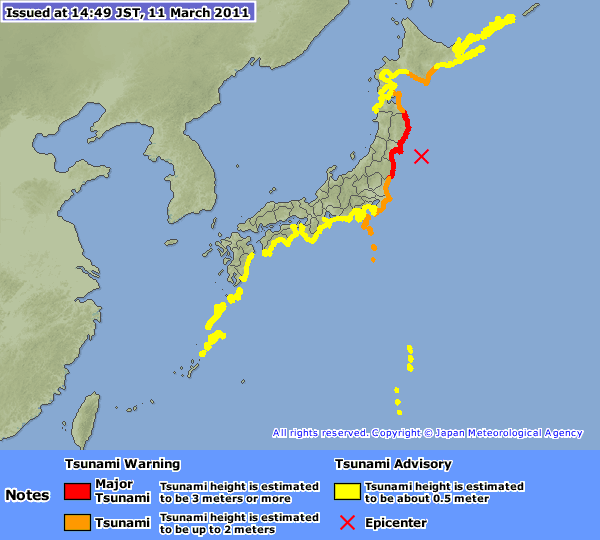 Issued at 14:49 JST, 11 March 2011
All rights reserved. Copyright © Japan Meteorological Agency
Tsunami Warning
Tsunami Advisory
Notes
Major
Tsunami
Tsunami height is estimated
to be 3 meters or more
Tsunami height is estimated
to be about 0.5 meter
Tsunami
Tsunami height is estimated
to be up to 2 meters
Epicenter